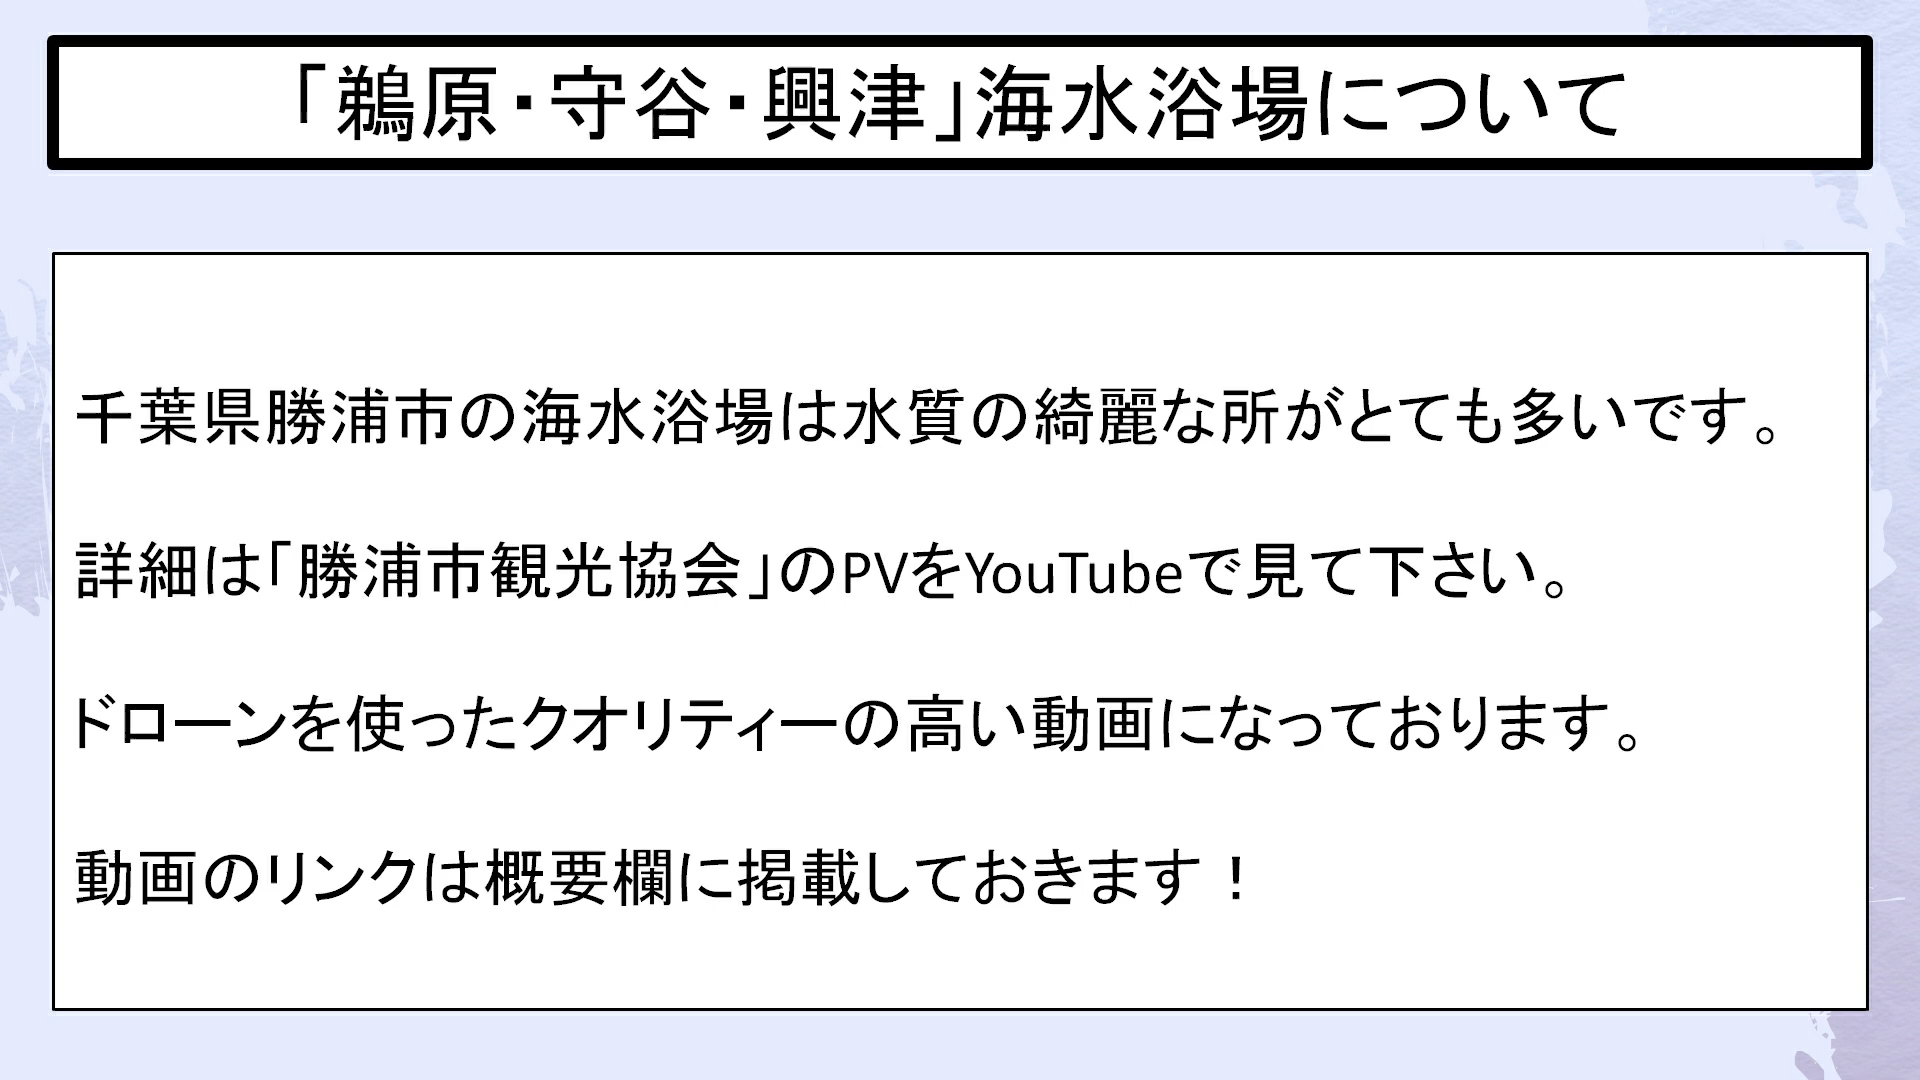 「鵜原・守谷・興津」海水浴場について
千葉県勝浦市の海水浴場は水質の綺麗な所がとても多いです。
詳細は「勝浦市観光協会」のPVをYouTubeで見て下さい。
ドローンを使ったクオリティーの高い動画になっております。
動画のリンクは概要欄に掲載しておきます！